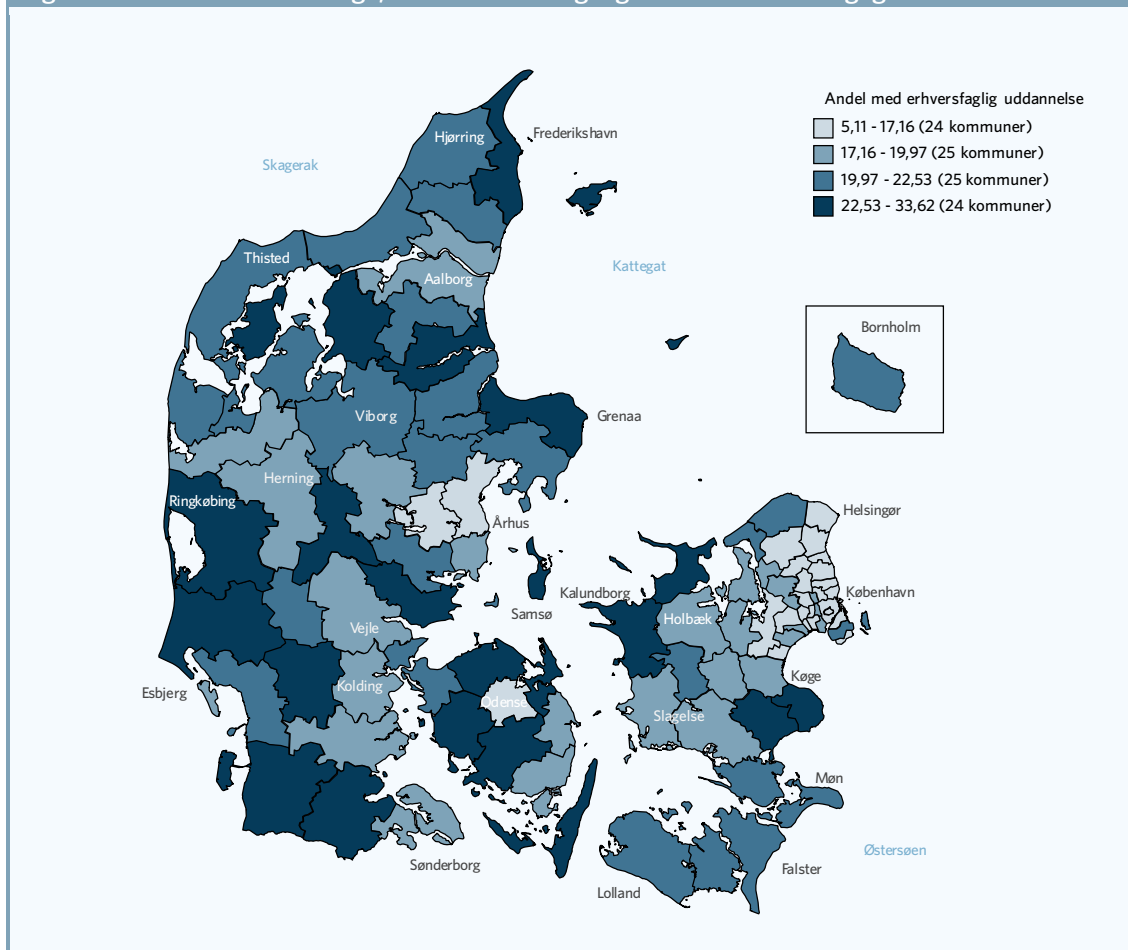 Andel med erhversfaglig uddannelse
5,11 - 17,16 (24 kommuner)
17,16 - 19,97 (25 kommuner)
19,97 - 22,53 (25 kommuner)
22,53 - 33,62 (24 kommuner)
Hjørring
Frederikshavn
Skagerak
Thisted
Kattegat
Aalborg
Bornholm
Viborg
Grenaa
Herning
Ringkøbing
Helsingør
Århus
Kalundborg
København
Samsø
Holbæk
Vejle
Køge
Esbjerg
Kolding
Odense
Slagelse
Møn
Østersøen
Sønderborg
Falster
Lolland